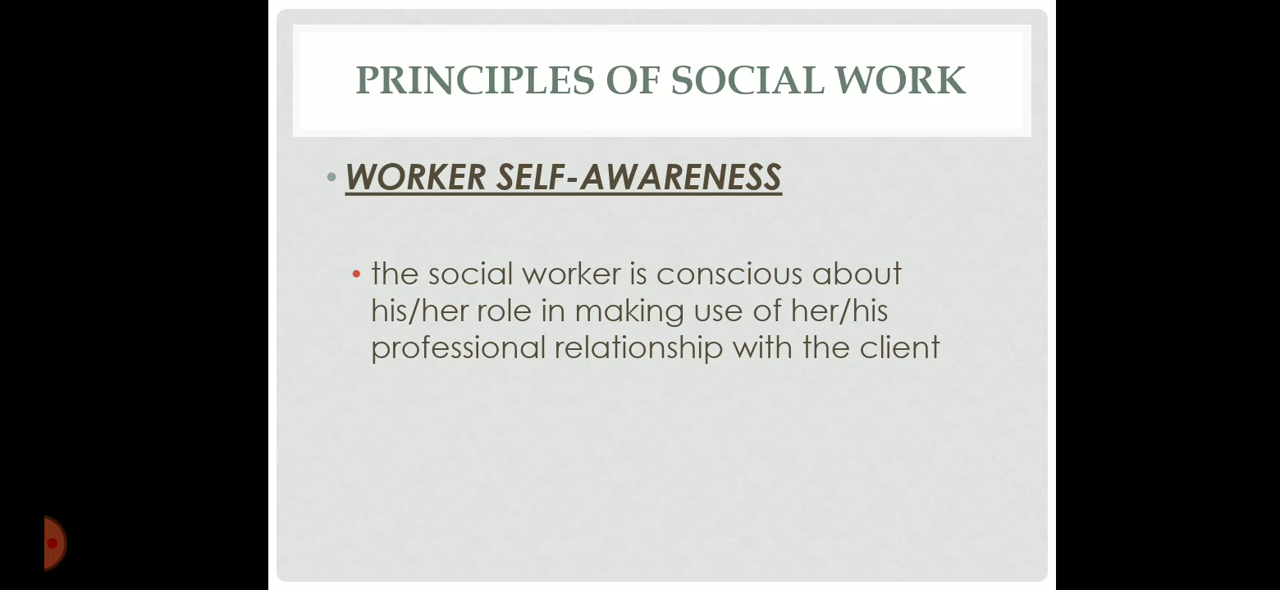 PRINCIPLES OF SOCIAL WORK
• WORKER SELF-AWARENESS
• the social worker is conscious about
his/her role in making use of her/his
professional relationship with the client